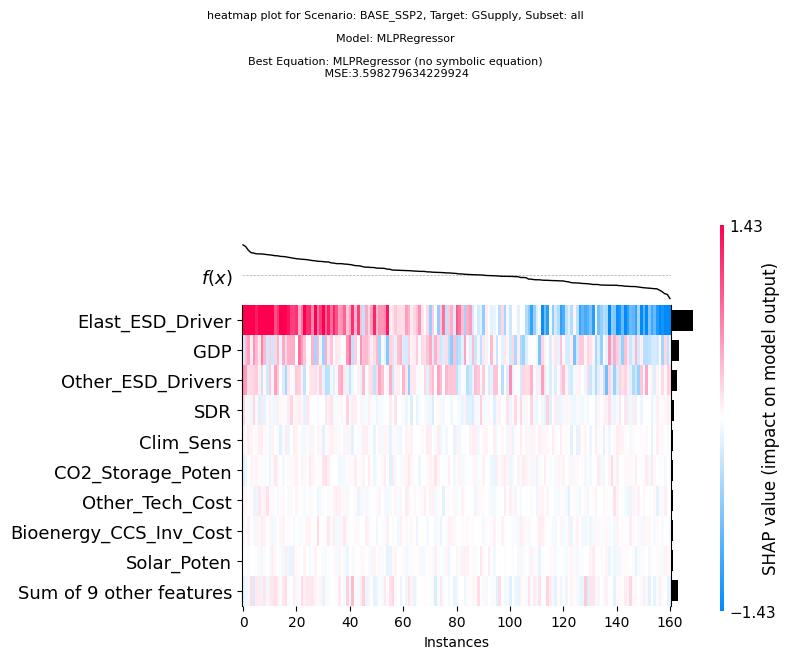 heatmap plot for Scenario: BASE_SSP2, Target: GSupply, Subset: all
Model: MLPRegressor
Best Equation: MLPRegressor (no symbolic equation)
MSE:3.598279634229924
1.43
f(x)
Elast_ESD_Driver
GDP
Other_ESD_Drivers
SDR
Clim_Sens
CO2_Storage_Poten
Other_Tech_Cost
Bioenergy_CCS_Inv_Cost
Solar_Poten
Sum of 9 other features
SHAP value (impact on model output)
−1.43
0 20 40 60 80 100 120 140 160
Instances